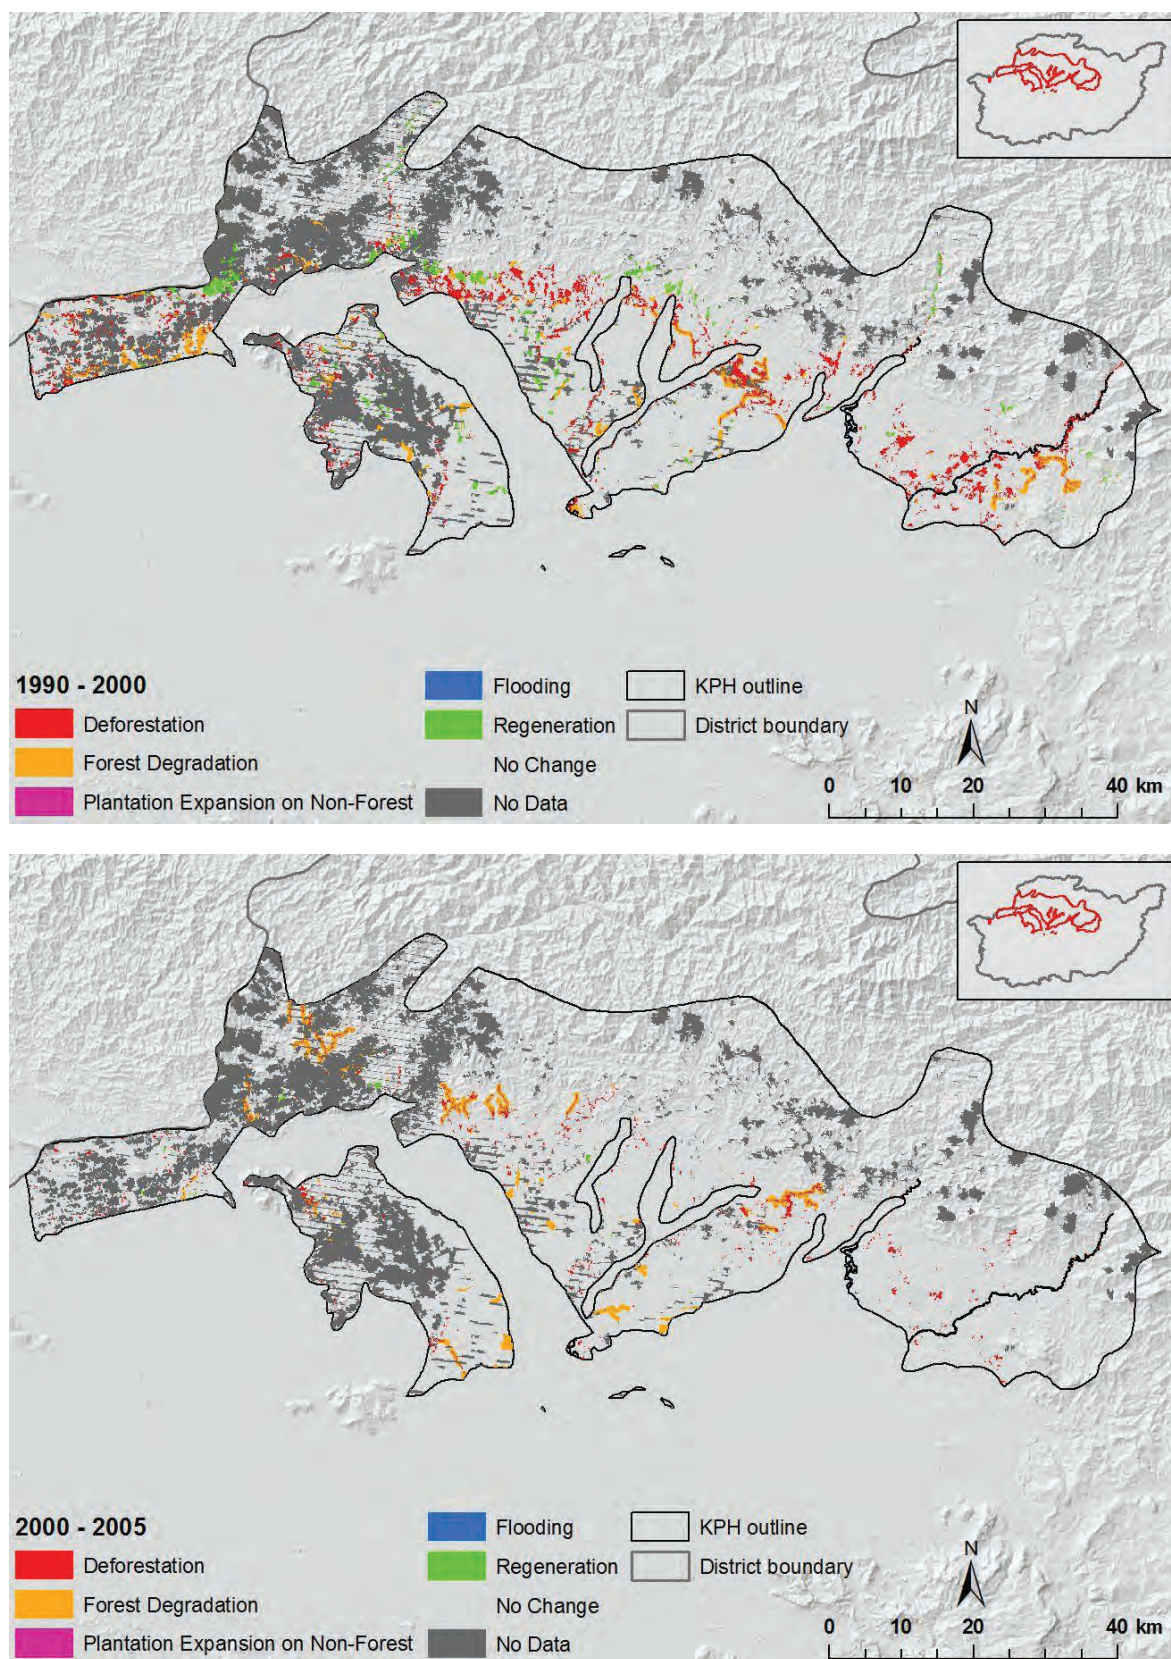 1990 - 2000
Deforestation
Forest Degradation
Plantation Expansion on Non-Forest
Flooding
Regeneration
No Change
No Data
KPH outline
District boundary
N
0 10 20 40 km
2000 - 2005
Deforestation
Forest Degradation
Plantation Expansion on Non-Forest
Flooding
Regeneration
No Change
No Data
KPH outline
District boundary
N
0 10 20 40 km